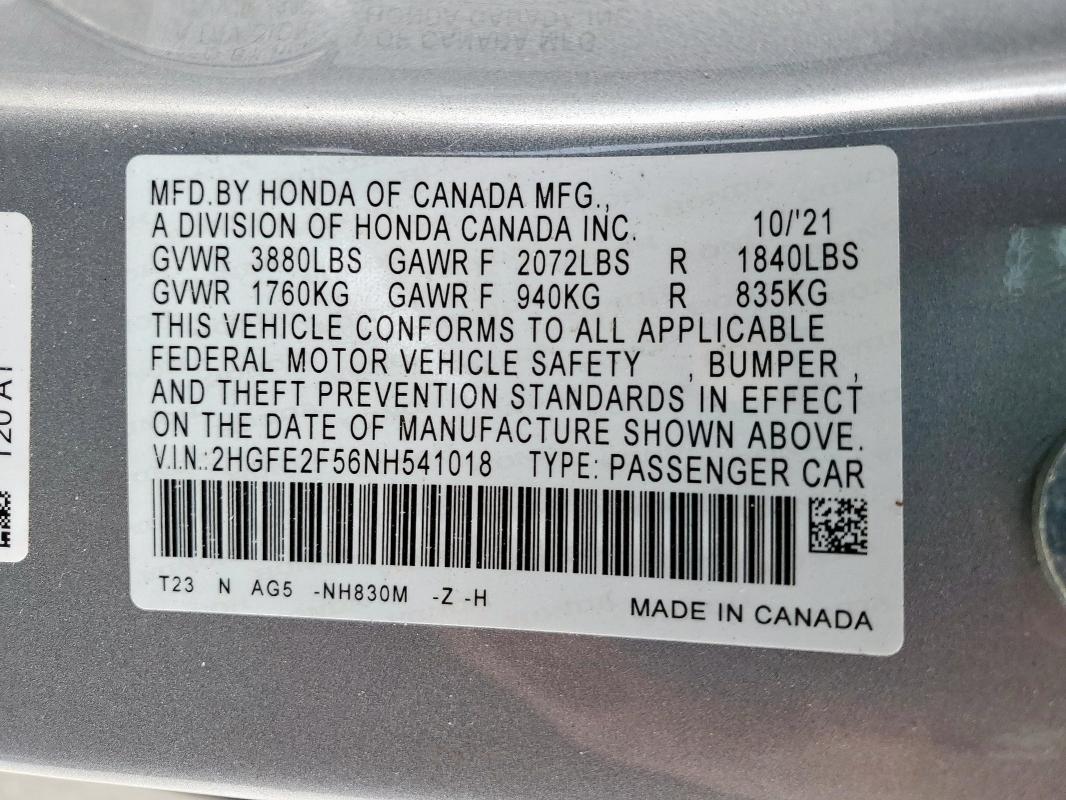 MFD.BY HONDA OF CANADA MFG.,
A DIVISION OF HONDA CANADA INC. 10/'21
GVWR 3880LBS GAWR F 2072LBS R 1840LBS
GVWR 1760KG GAWR F 940KG R 835KG
THIS VEHICLE CONFORMS TO ALL APPLICABLE
FEDERAL MOTOR VEHICLE SAFETY , BUMPER ,
AND THEFT PREVENTION STANDARDS IN EFFECT
ON THE DATE OF MANUFACTURE SHOWN ABOVE.
V.I.N.:2HGFE2F56NH541018 TYPE: PASSENGER CAR
T23 N AG5 -NH830M -Z -H
MADE IN CANADA
120 A1